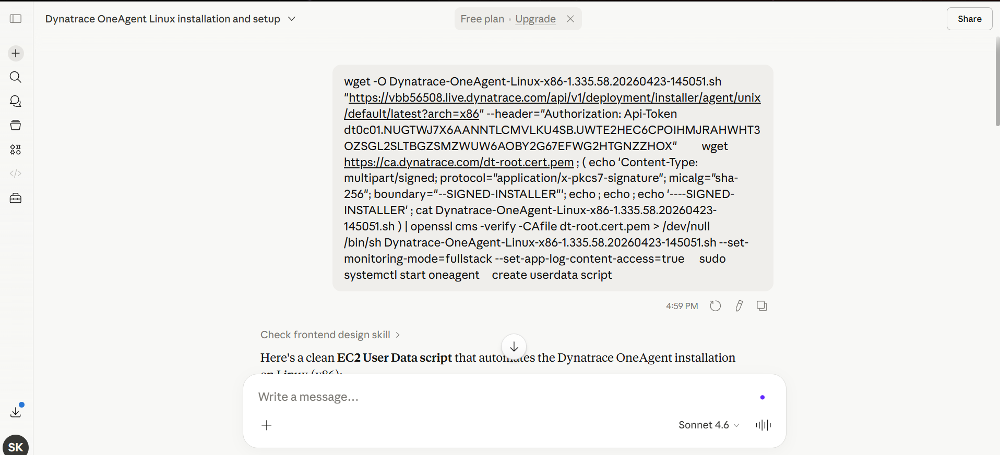 Dynatrace OneAgent Linux installation and setup
Free plan • Upgrade
Share
wget -O Dynatrace-OneAgent-Linux-x86-1.335.58.20260423-145051.sh
"https://vbb56508.live.dynatrace.com/api/v1/deployment/installer/agent/unix
/default/latest?arch=x86" --header="Authorization: Api-Token
dt0c01.NUGTWJ7X6AANNTLCMVLKU4SB.UWTE2HEC6CPOIHMJRAHWHT3
OZSGL2SLTBGZSMZWUW6AOBY2G67EFWG2HTGNZZHOX" wget
https://ca.dynatrace.com/dt-root.cert.pem ; ( echo 'Content-Type:
multipart/signed; protocol="application/x-pkcs7-signature"; micalg="sha-
256"; boundary="--SIGNED-INSTALLER"'; echo ; echo ; echo '----SIGNED-
INSTALLER' ; cat Dynatrace-OneAgent-Linux-x86-1.335.58.20260423-
145051.sh ) | openssl cms -verify -CAfile dt-root.cert.pem > /dev/null
/bin/sh Dynatrace-OneAgent-Linux-x86-1.335.58.20260423-145051.sh --set-
monitoring-mode=fullstack --set-app-log-content-access=true sudo
systemctl start oneagent create userdata script
4:59 PM
Check frontend design skill
Here's a clean EC2 User Data script that automates the Dynatrace OneAgent installation
on Linux (x86):
Write a message...
Sonnet 4.6
SK